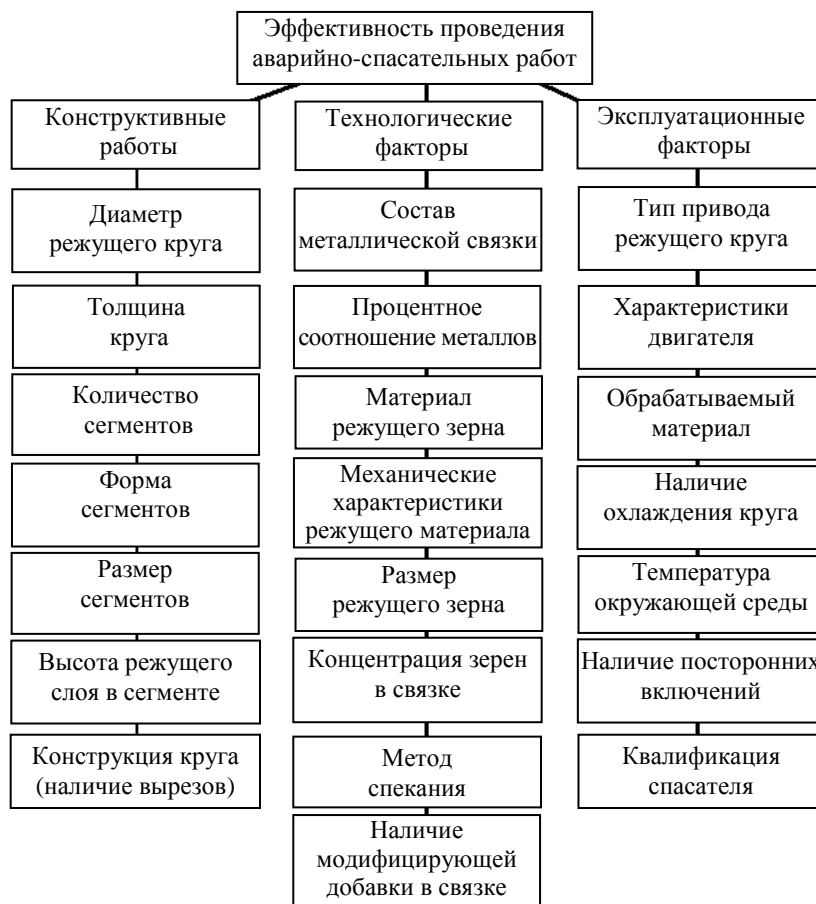 Эффективность проведения
аварийно-спасательных работ
Конструктивные
работы
Диаметр
режущего круга
Толщина
круга
Количество
сегментов
Форма
сегментов
Размер
сегментов
Высота режущего
слоя в сегменте
Конструкция круга
(наличие вырезов)
Технологические
факторы
Состав
металлической связки
Процентное
соотношение металлов
Материал
режущего зерна
Механические
характеристики
режущего материала
Размер
режущего зерна
Концентрация зерен
в связке
Метод
спекания
Наличие
модифицирующей
добавки в связке
Эксплуатационные
факторы
Тип привода
режущего круга
Характеристики
двигателя
Обрабатываемый
материал
Наличие
охлаждения круга
Температура
окружающей среды
Наличие посторонних
включений
Квалификация
спасателя